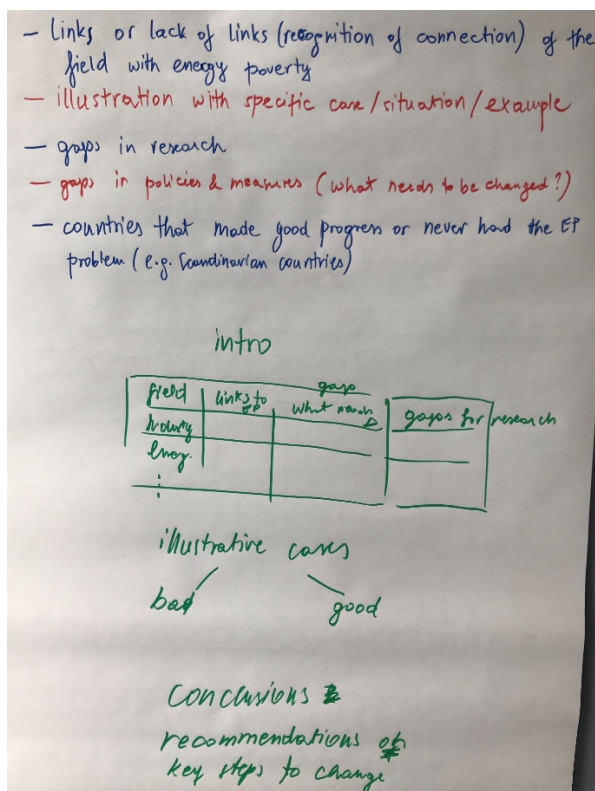 - links or lack of links (recognition of connection) of the
field with energy poverty
- illustration with specific case/situation/example
- gaps in research
- gaps in policies & measures (what needs to be changed?)
- countries that made good progress or never had the EP
problem (e.g. Scandinavian countries)
intro
gaps
field links to EP what needs gaps for research
housing
energ.
⋮
illustrative cases
bad good
Conclusions &
recommendations of
key steps to change